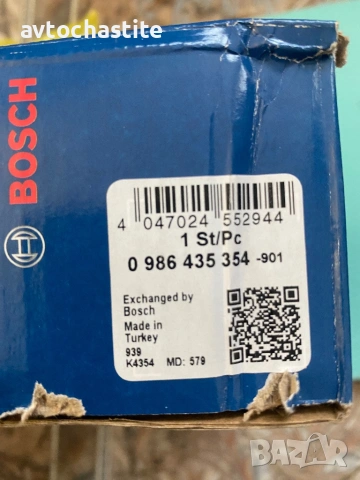 avtochastite
BOSCH
4 047024 552944
1 St/Pc
0 986 435 354 -901
Exchanged by
Bosch
Made in
Turkey
939
K4354 MD: 579
BAZAR